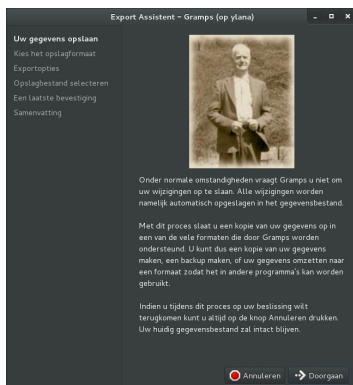 Export Assistent - Gramps (op ylana)
Uw gegevens opslaan
Kies het opslagformaat
Exportopties
Opslagbestand selecteren
Een laatste bevestiging
Samenvatting
Onder normale omstandigheden vraagt Gramps u niet om
uw wijzigingen op te slaan. Alle wijzigingen worden
namelijk automatisch opgeslagen in het gegevensbestand.
Met dit proces slaat u een kopie van uw gegevens op in
een van de vele formaten die door Gramps worden
ondersteund. U kunt dus een kopie van uw gegevens
maken, een backup maken, of uw gegevens omzetten naar
een formaat zodat het in andere programma's kan worden
gebruikt.
Indien u tijdens dit proces op uw beslissing wilt
terugkomen kunt u altijd op de knop Annuleren drukken.
Uw huidig gegevensbestand zal intact blijven.
Annuleren
Doorgaan